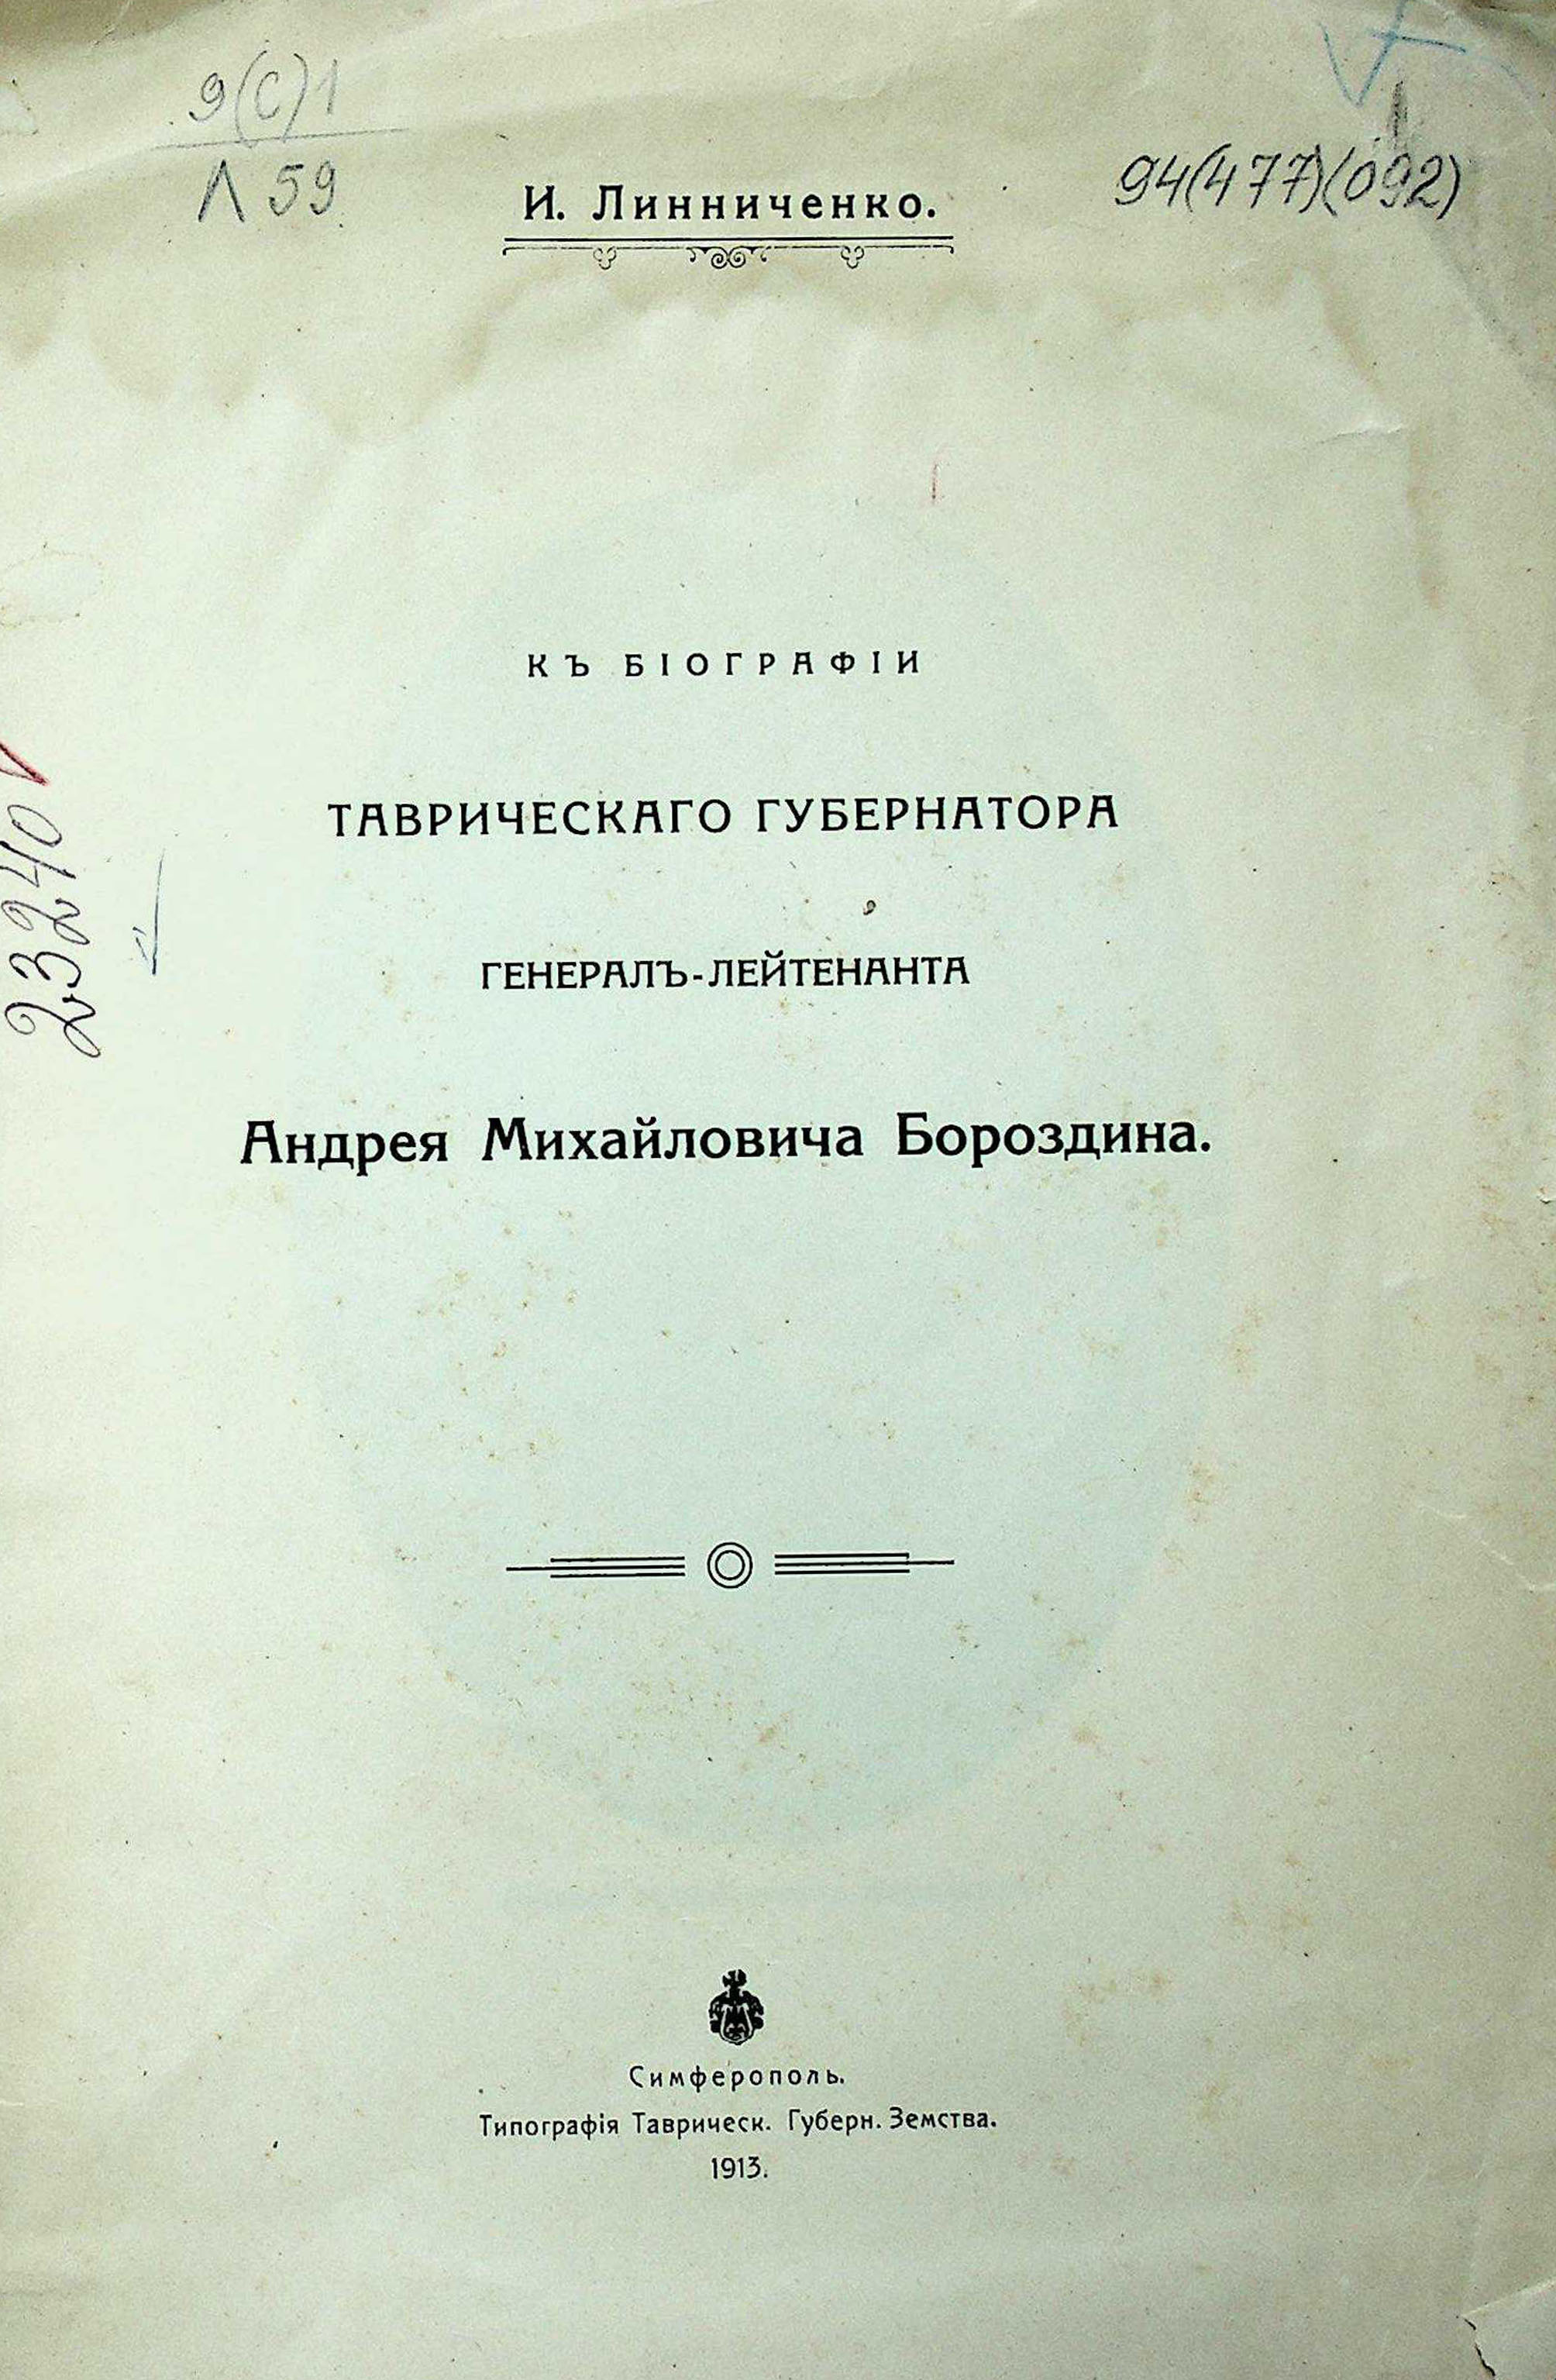 9(С)1
Л 59
94(477)(092)
И. Линниченко.
КЪ БІОГРАФІИ
ТАВРИЧЕСКАГО ГУБЕРНАТОРА
ГЕНЕРАЛЪ-ЛЕЙТЕНАНТА
Андрея Михайловича Бороздина.
23240
Симферополь.
Типографія Таврическ. Губерн. Земства.
1913.